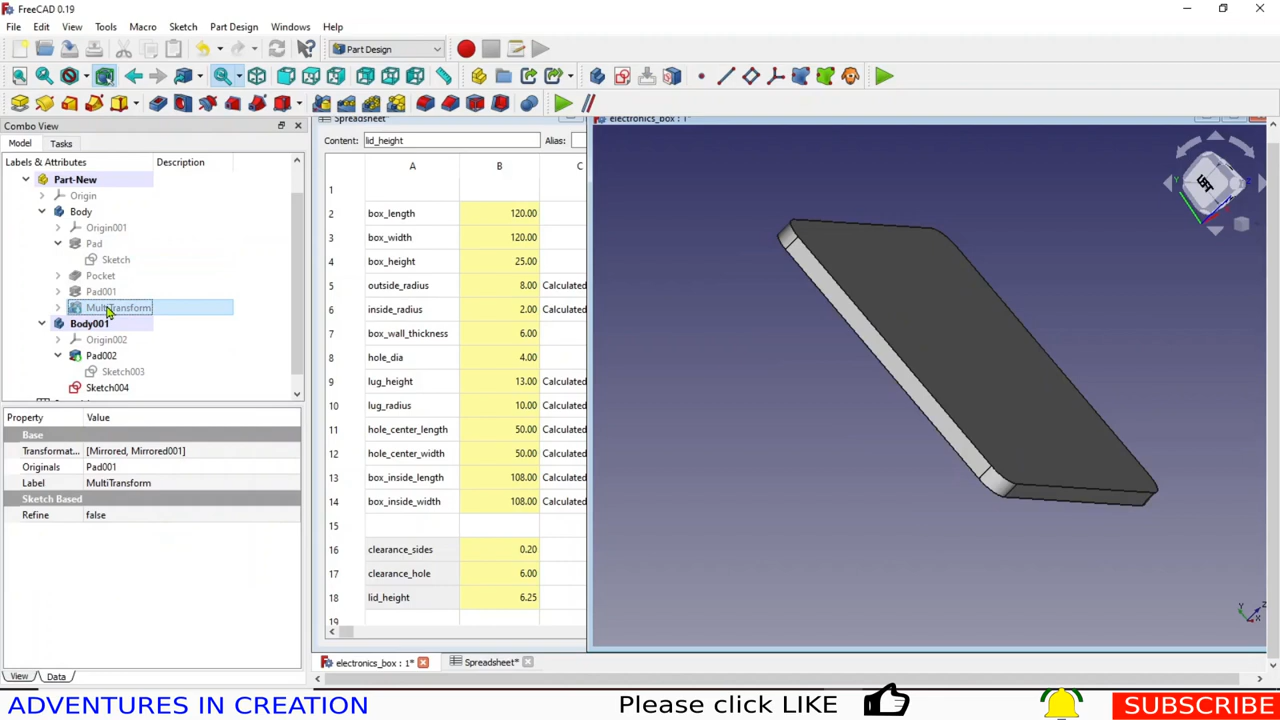 FreeCAD 0.19
File Edit View Tools Macro Sketch Part Design Windows Help
Part Design
Combo View
Model Tasks
Labels & Attributes Description
Part-New
Origin
Body
Origin001
Pad
Sketch
Pocket
Pad001
MultiTransform
Body001
Origin002
Pad002
Sketch003
Sketch004
Property Value
Base
Transformat... [Mirrored, Mirrored001]
Originals Pad001
Label MultiTransform
Sketch Based
Refine false
View Data
Spreadsheet*
Content: lid_height Alias:
A B C
1
2 box_length 120.00
3 box_width 120.00
4 box_height 25.00
5 outside_radius 8.00 Calculated
6 inside_radius 2.00 Calculated
7 box_wall_thickness 6.00
8 hole_dia 4.00
9 lug_height 13.00 Calculated
10 lug_radius 10.00 Calculated
11 hole_center_length 50.00 Calculated
12 hole_center_width 50.00 Calculated
13 box_inside_length 108.00 Calculated
14 box_inside_width 108.00 Calculated
15
16 clearance_sides 0.20
17 clearance_hole 6.00
18 lid_height 6.25
19
electronics_box : 1*
Y Z
Y Z X
electronics_box : 1* Spreadsheet*
ADVENTURES IN CREATION Please click LIKE SUBSCRIBE